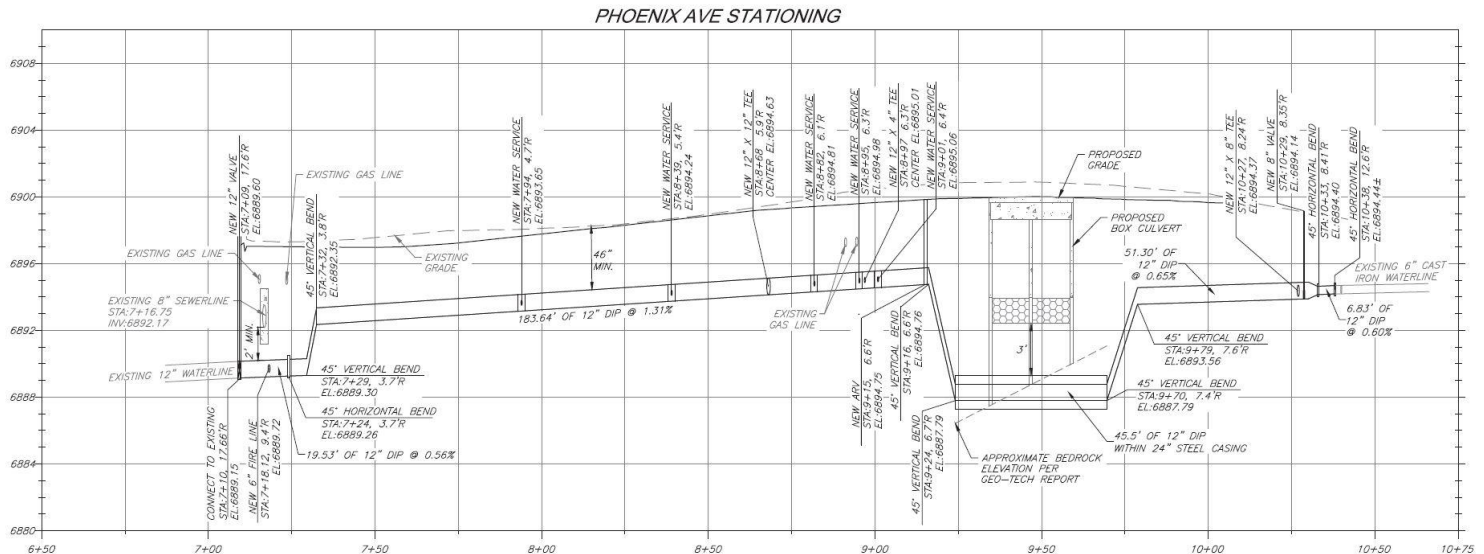 PHOENIX AVE STATIONING
6908
6904
6900
6896
6892
6888
6884
6880
6+50
7+00
7+50
8+00
8+50
9+00
9+50
10+00
10+50
10+75
NEW 12" VALVE
STA:7+09, 17.6'R
EL:6889.60
EXISTING GAS LINE
EXISTING GAS LINE
EXISTING 8" SEWERLINE
STA:7+16.75
INV:6892.17
2' MIN.
EXISTING 12" WATERLINE
CONNECT TO EXISTING
STA:7+10, 17.66'R
EL:6889.15
NEW 6" FIRE LINE
STA:7+18.12, 9.4'R
EL:6889.72
45° VERTICAL BEND
STA:7+32, 3.8'R
EL:6892.35
45° VERTICAL BEND
STA:7+29, 3.7'R
EL:6889.30
45° HORIZONTAL BEND
STA:7+24, 3.7'R
EL:6889.26
19.53' OF 12" DIP @ 0.56%
EXISTING
GRADE
NEW WATER SERVICE
STA:7+94, 4.7'R
EL:6893.65
183.64' OF 12" DIP @ 1.31%
46"
MIN.
NEW WATER SERVICE
STA:8+39, 5.4'R
EL:6894.24
NEW 12" X 12" TEE
STA:8+68, 5.9'R
CENTER EL:6894.63
NEW WATER SERVICE
STA:8+82, 6.1'R
EL:6894.81
EXISTING
GAS LINE
NEW WATER SERVICE
STA:8+95, 6.3'R
EL:6894.98
NEW 12" X 4" TEE
STA:8+97, 6.3'R
CENTER EL:6895.01
NEW WATER SERVICE
STA:9+01, 6.4'R
EL:6895.06
NEW ARV
STA:9+15, 6.6'R
EL:6894.75
45° VERTICAL BEND
STA:9+16, 6.6'R
EL:6894.76
45° VERTICAL BEND
STA:9+24, 6.7'R
EL:6887.79
PROPOSED
GRADE
PROPOSED
BOX CULVERT
3'
APPROXIMATE BEDROCK
ELEVATION PER
GEO-TECH REPORT
45.5' OF 12" DIP
WITHIN 24" STEEL CASING
45° VERTICAL BEND
STA:9+70, 7.4'R
EL:6887.79
45° VERTICAL BEND
STA:9+79, 7.6'R
EL:6893.56
51.30' OF
12" DIP
@ 0.65%
NEW 12" X 8" TEE
STA:10+27, 8.24'R
EL:6894.37
NEW 8" VALVE
STA:10+29, 8.35'R
EL:6894.14
45° HORIZONTAL BEND
STA:10+33, 8.41'R
EL:6894.40
45° HORIZONTAL BEND
STA:10+38, 12.6'R
EL:6894.44±
EXISTING 6" CAST
IRON WATERLINE
6.83' OF
12" DIP
@ 0.60%